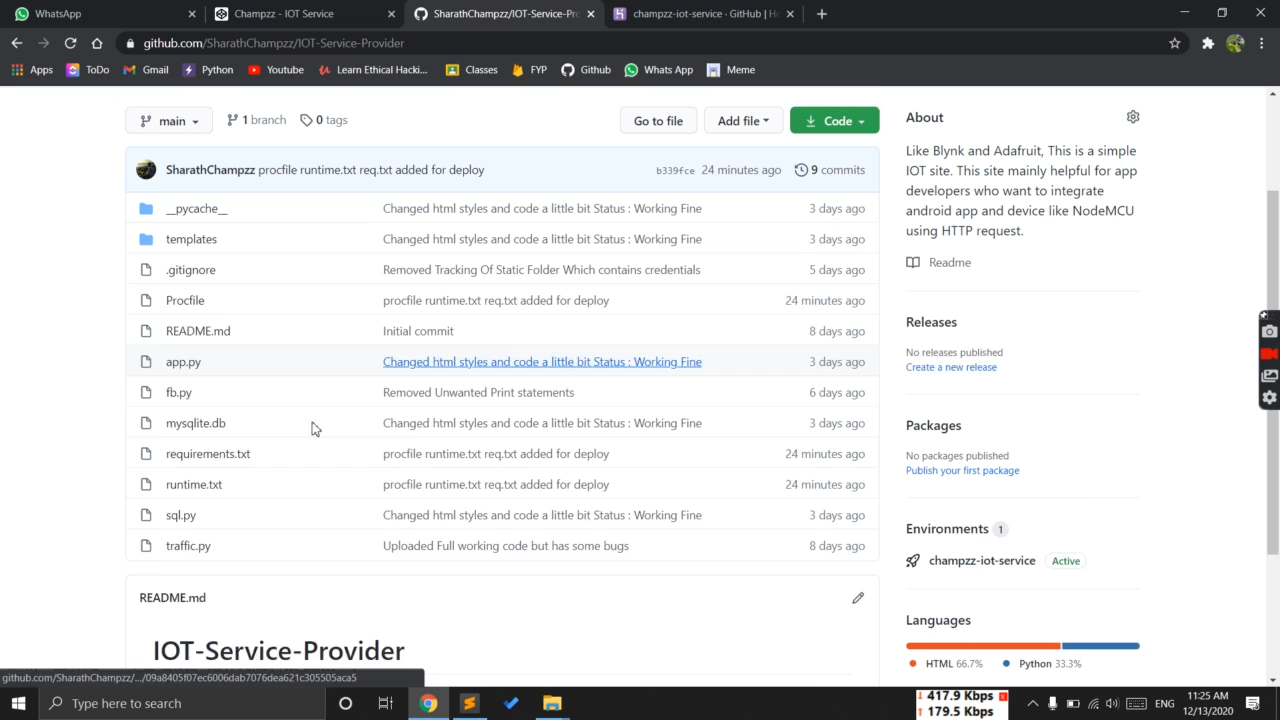 WhatsApp
Champzz - IOT Service
SharathChampzz/IOT-Service-Pro
champzz-iot-service · GitHub | He
github.com/SharathChampzz/IOT-Service-Provider
Apps
ToDo
Gmail
Python
Youtube
Learn Ethical Hacki...
Classes
FYP
Github
Whats App
Meme
main
1 branch
0 tags
Go to file
Add file
Code
SharathChampzz procfile runtime.txt req.txt added for deploy
b339fce 24 minutes ago
9 commits
__pycache__ Changed html styles and code a little bit Status : Working Fine 3 days ago
templates Changed html styles and code a little bit Status : Working Fine 3 days ago
.gitignore Removed Tracking Of Static Folder Which contains credentials 5 days ago
Procfile procfile runtime.txt req.txt added for deploy 24 minutes ago
README.md Initial commit 8 days ago
app.py Changed html styles and code a little bit Status : Working Fine 3 days ago
fb.py Removed Unwanted Print statements 6 days ago
mysqlite.db Changed html styles and code a little bit Status : Working Fine 3 days ago
requirements.txt procfile runtime.txt req.txt added for deploy 24 minutes ago
runtime.txt procfile runtime.txt req.txt added for deploy 24 minutes ago
sql.py Changed html styles and code a little bit Status : Working Fine 3 days ago
traffic.py Uploaded Full working code but has some bugs 8 days ago
README.md
IOT-Service-Provider
About
Like Blynk and Adafruit, This is a simple
IOT site. This site mainly helpful for app
developers who want to integrate
android app and device like NodeMCU
using HTTP request.
Readme
Releases
No releases published
Create a new release
Packages
No packages published
Publish your first package
Environments 1
champzz-iot-service Active
Languages
HTML 66.7% Python 33.3%
Type here to search
417.9 Kbps
179.5 Kbps
ENG
11:25 AM
12/13/2020